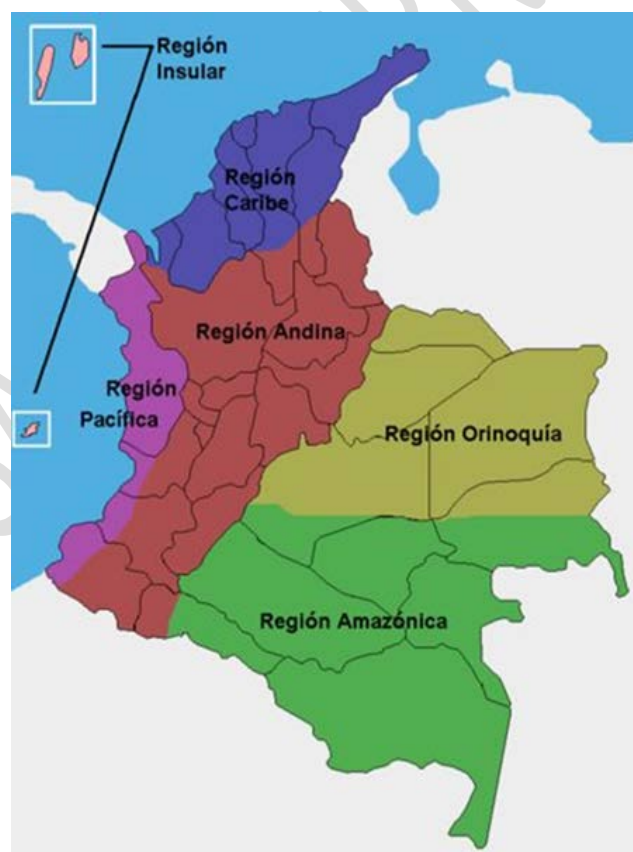 Región
Insular
Región
Caribe
Región Andina
Región
Pacífica
Región Orinoquía
Región Amazónica